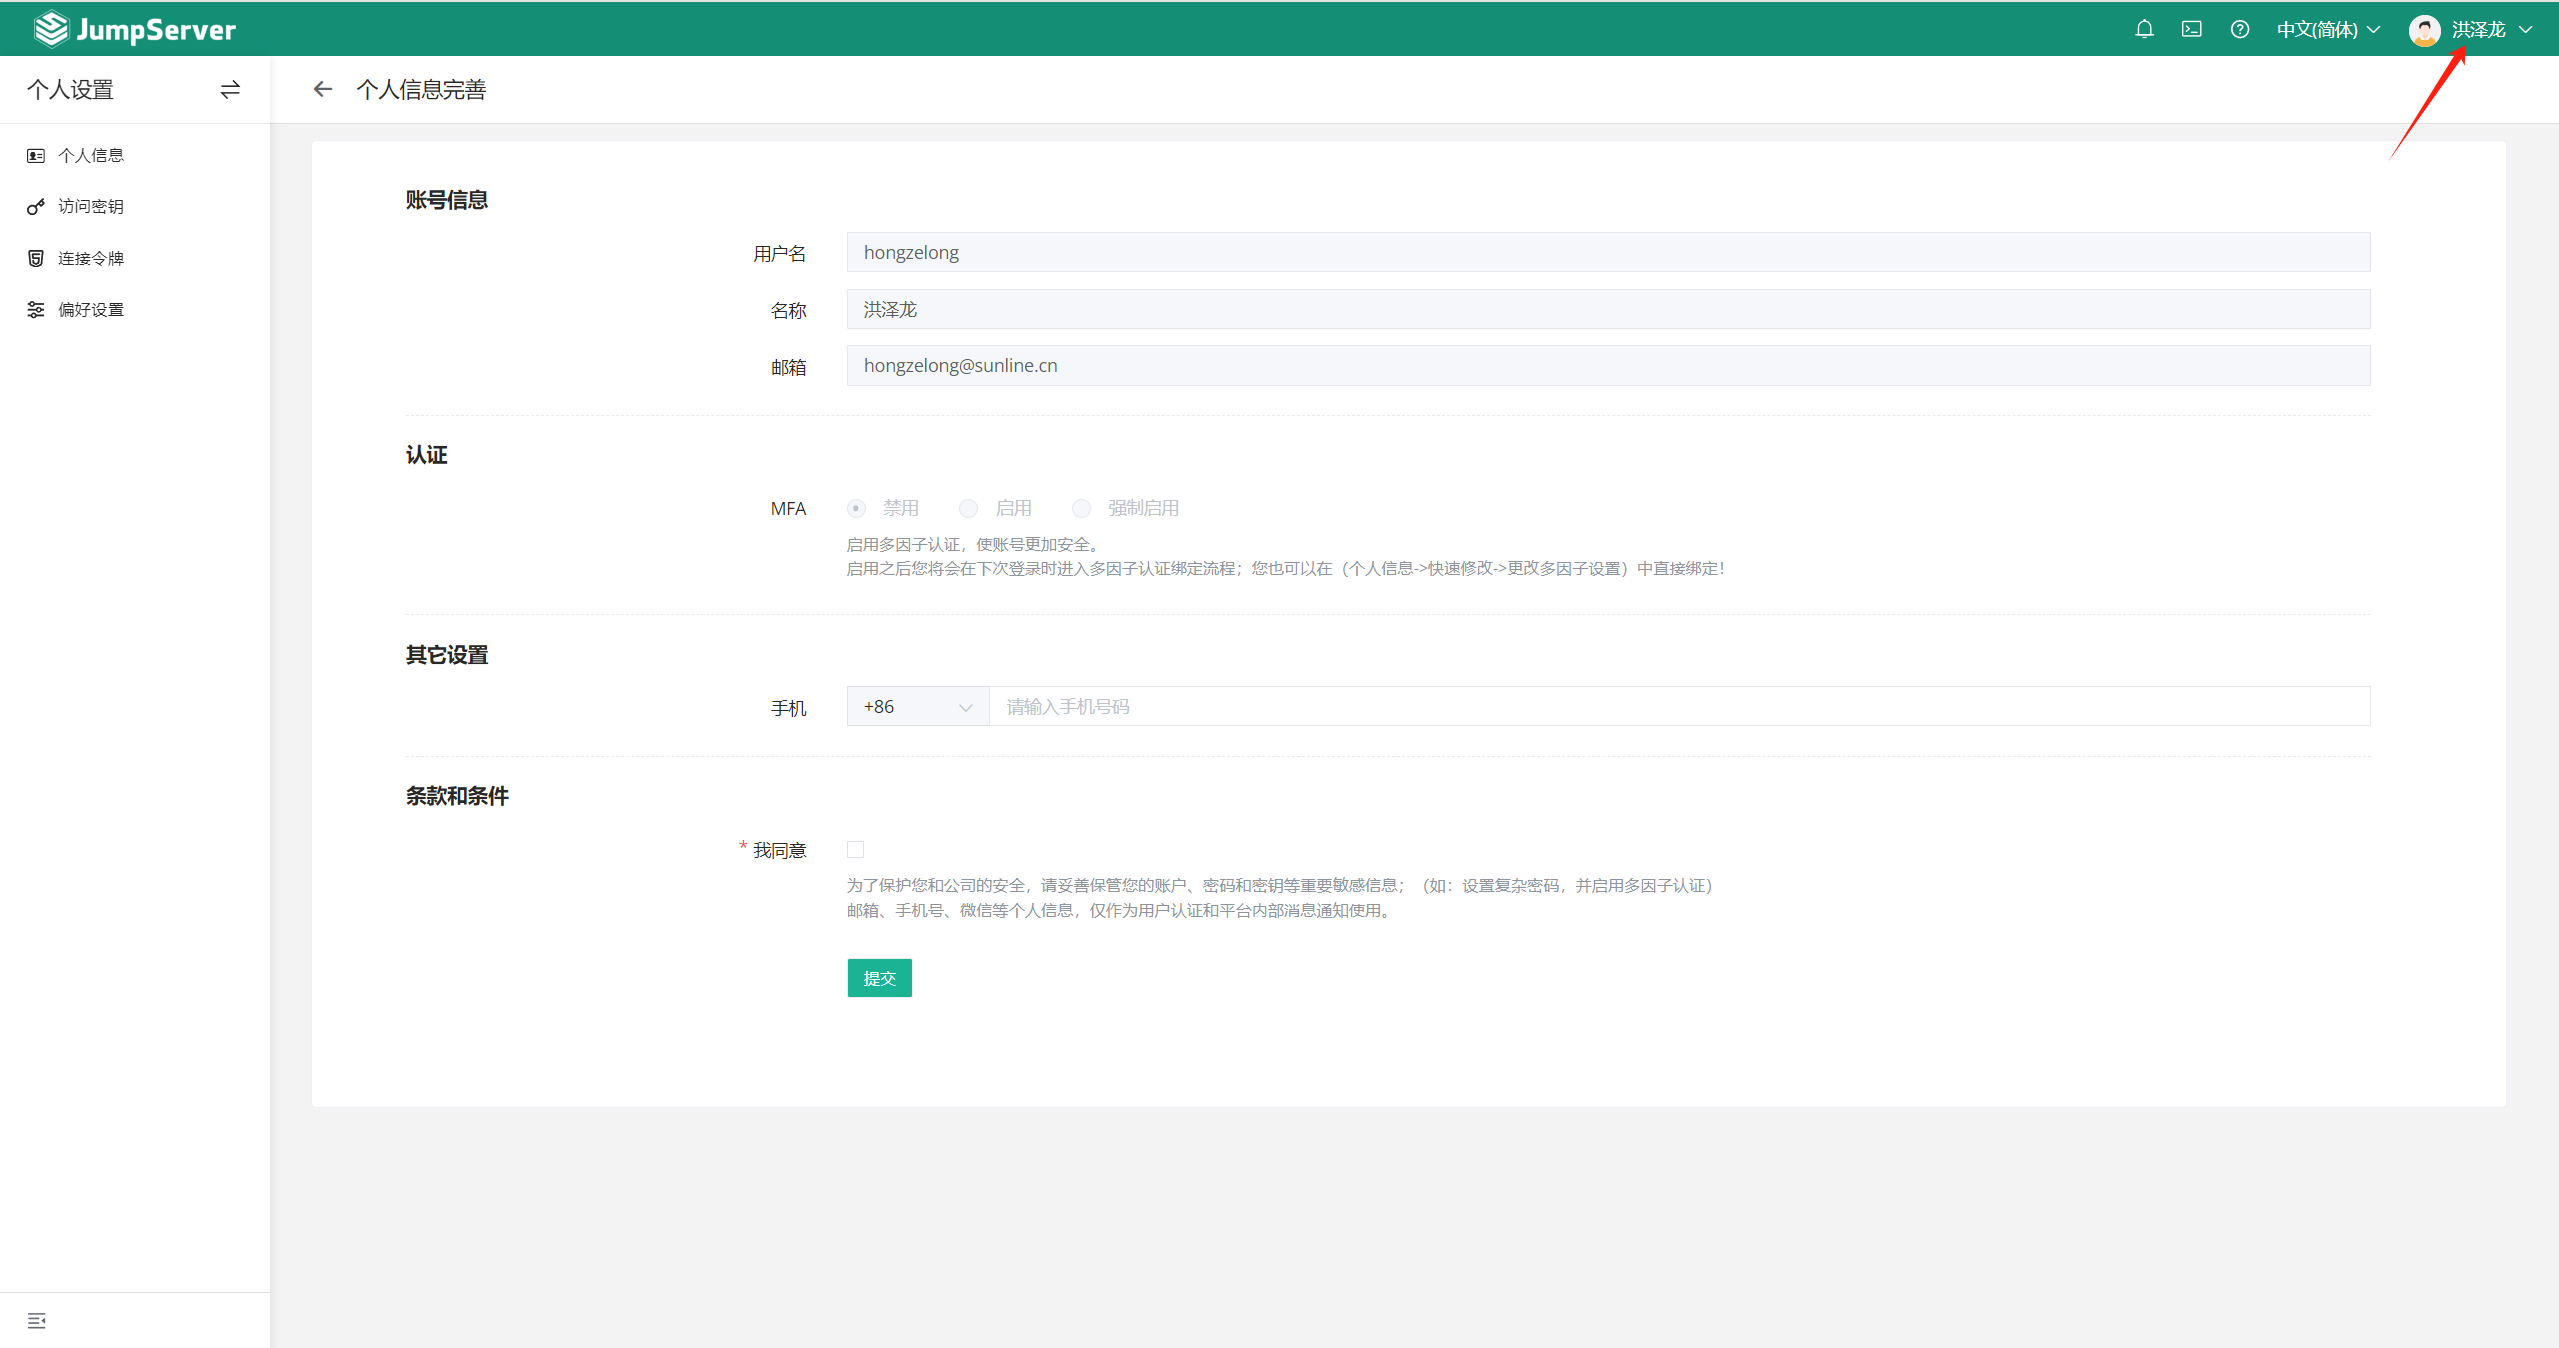 JumpServer
中文(简体)
洪泽龙
个人设置
个人信息完善
个人信息
访问密钥
连接令牌
偏好设置
账号信息
用户名
hongzelong
名称
洪泽龙
邮箱
hongzelong@sunline.cn
认证
MFA
禁用
启用
强制启用
启用多因子认证，使账号更加安全。
启用之后您将会在下次登录时进入多因子认证绑定流程；您也可以在（个人信息->快速修改->更改多因子设置）中直接绑定！
其它设置
手机
+86
请输入手机号码
条款和条件
* 我同意
为了保护您和公司的安全，请妥善保管您的账户、密码和密钥等重要敏感信息；（如：设置复杂密码，并启用多因子认证）
邮箱、手机号、微信等个人信息，仅作为用户认证和平台内部消息通知使用。
提交